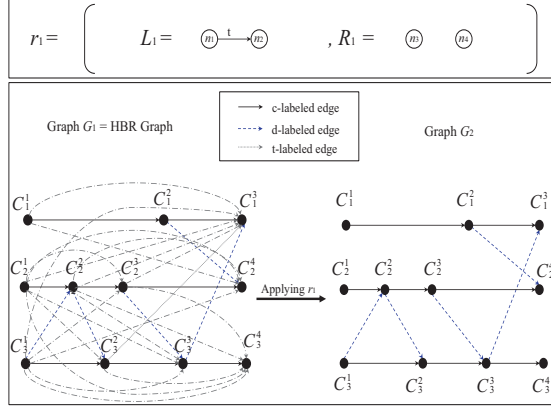 r₁ = ( L₁ = n₁ t n₂ , R₁ = n₃ n₄ )
Graph G₁ = HBR Graph
c-labeled edge
d-labeled edge
t-labeled edge
Graph G₂
C₁¹ C₁² C₁³
C₂¹ C₂² C₂³ C₂⁴
C₃¹ C₃² C₃³ C₃⁴
Applying r₁
C₁¹ C₁² C₁³
C₂¹ C₂² C₂³
C₃¹ C₃² C₃³ C₃⁴